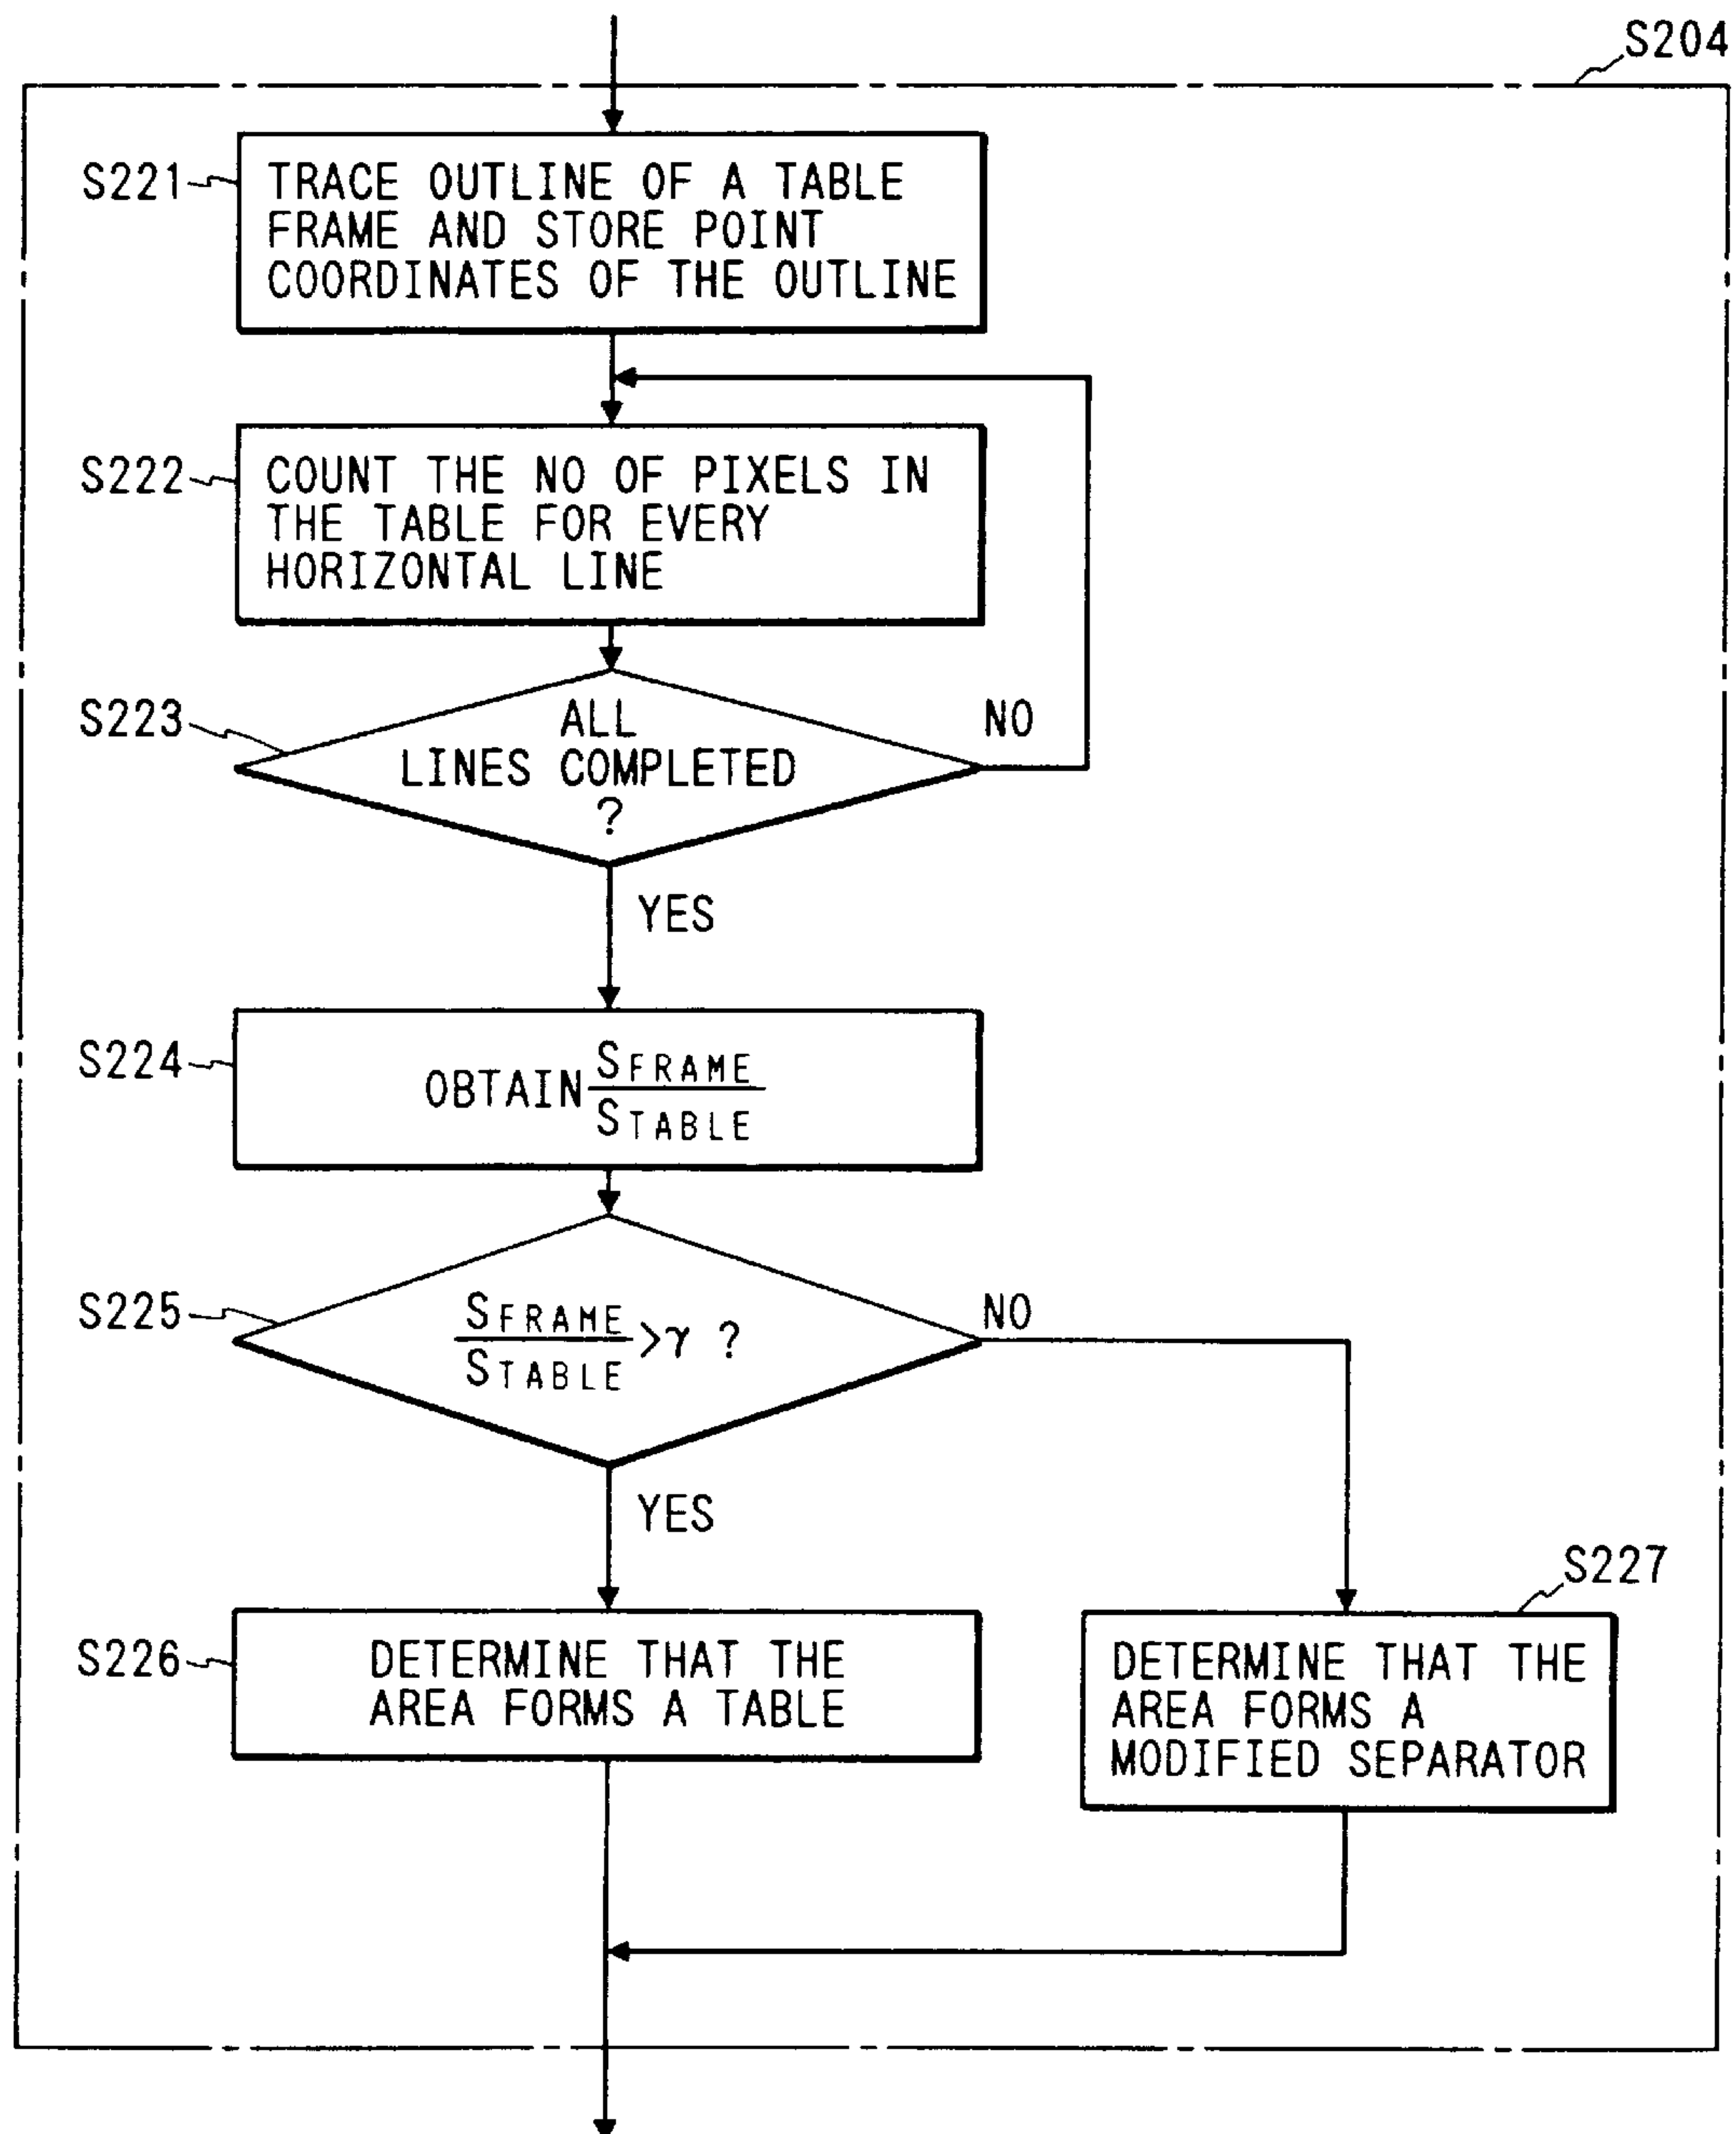 S204
S221
TRACE OUTLINE OF A TABLE
FRAME AND STORE POINT
COORDINATES OF THE OUTLINE
S222
COUNT THE NO OF PIXELS IN
THE TABLE FOR EVERY
HORIZONTAL LINE
S223
ALL
LINES COMPLETED
?
NO
YES
S224
OBTAIN SFRAME
STABLE
S225
SFRAME
STABLE >γ ?
NO
YES
S226
DETERMINE THAT THE
AREA FORMS A TABLE
S227
DETERMINE THAT THE
AREA FORMS A
MODIFIED SEPARATOR